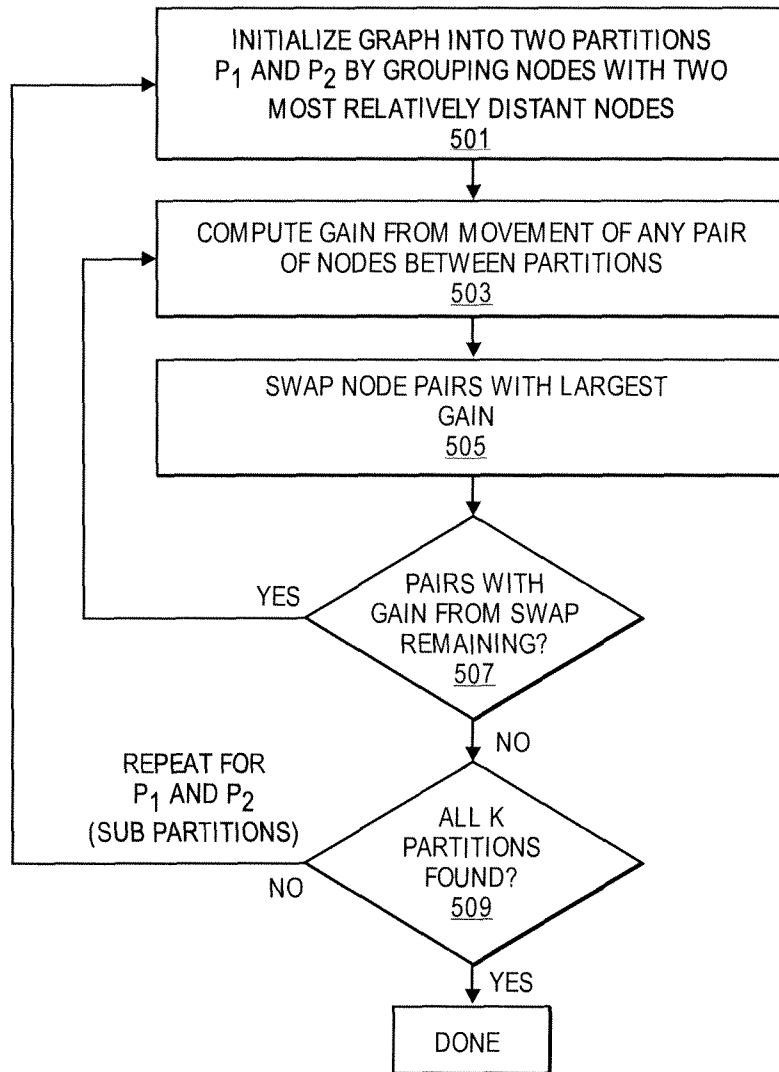 INITIALIZE GRAPH INTO TWO PARTITIONS
P1 AND P2 BY GROUPING NODES WITH TWO
MOST RELATIVELY DISTANT NODES
501
COMPUTE GAIN FROM MOVEMENT OF ANY PAIR
OF NODES BETWEEN PARTITIONS
503
SWAP NODE PAIRS WITH LARGEST
GAIN
505
YES
PAIRS WITH
GAIN FROM SWAP
REMAINING?
507
NO
REPEAT FOR
P1 AND P2
(SUB PARTITIONS)
NO
ALL K
PARTITIONS
FOUND?
509
YES
DONE